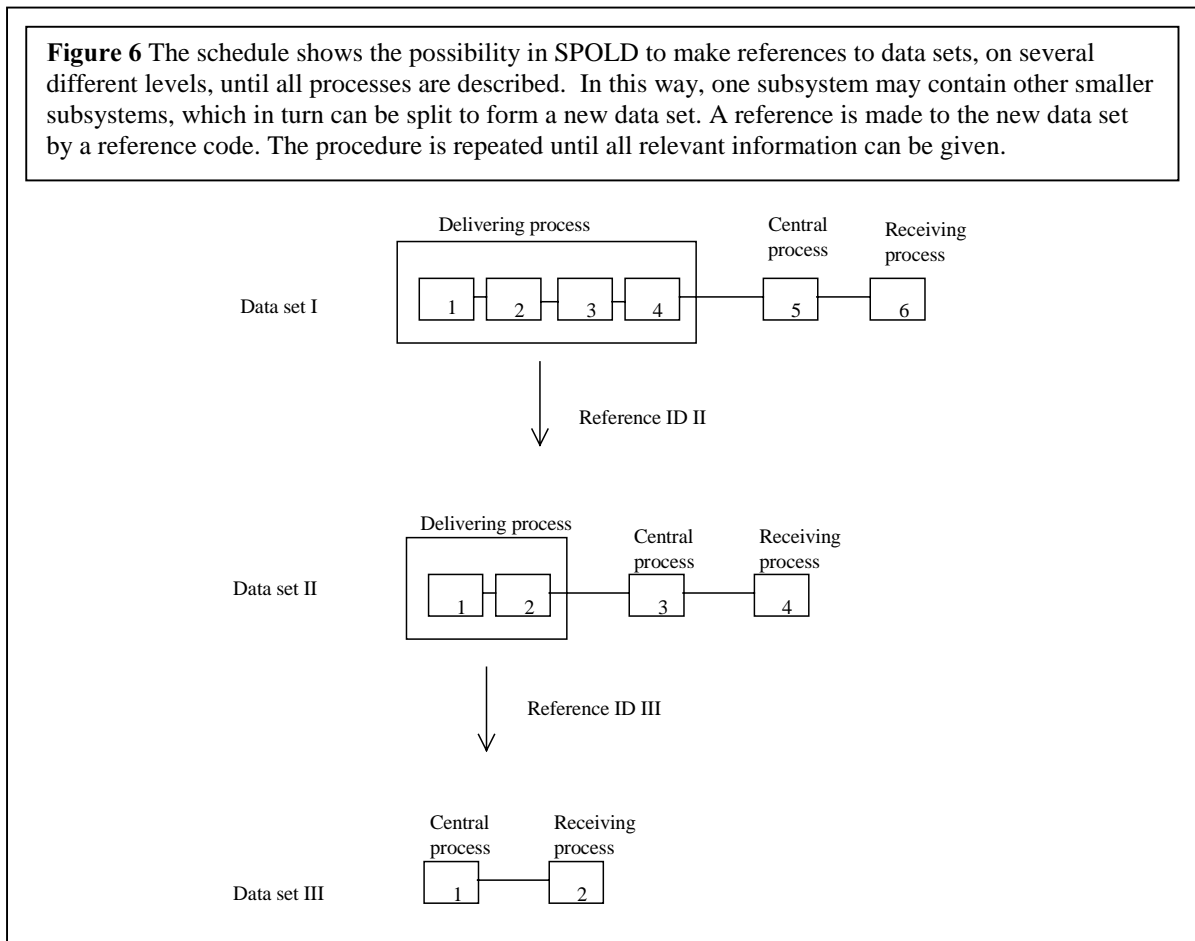 Figure 6 The schedule shows the possibility in SPOLD to make references to data sets, on several
different levels, until all processes are described.  In this way, one subsystem may contain other smaller
subsystems, which in turn can be split to form a new data set. A reference is made to the new data set
by a reference code. The procedure is repeated until all relevant information can be given.
Delivering process
Central
process
Receiving
process
Data set I
1
2
3
4
5
6
Reference ID II
Delivering process
Central
process
Receiving
process
Data set II
1
2
3
4
Reference ID III
Central
process
Receiving
process
Data set III
1
2